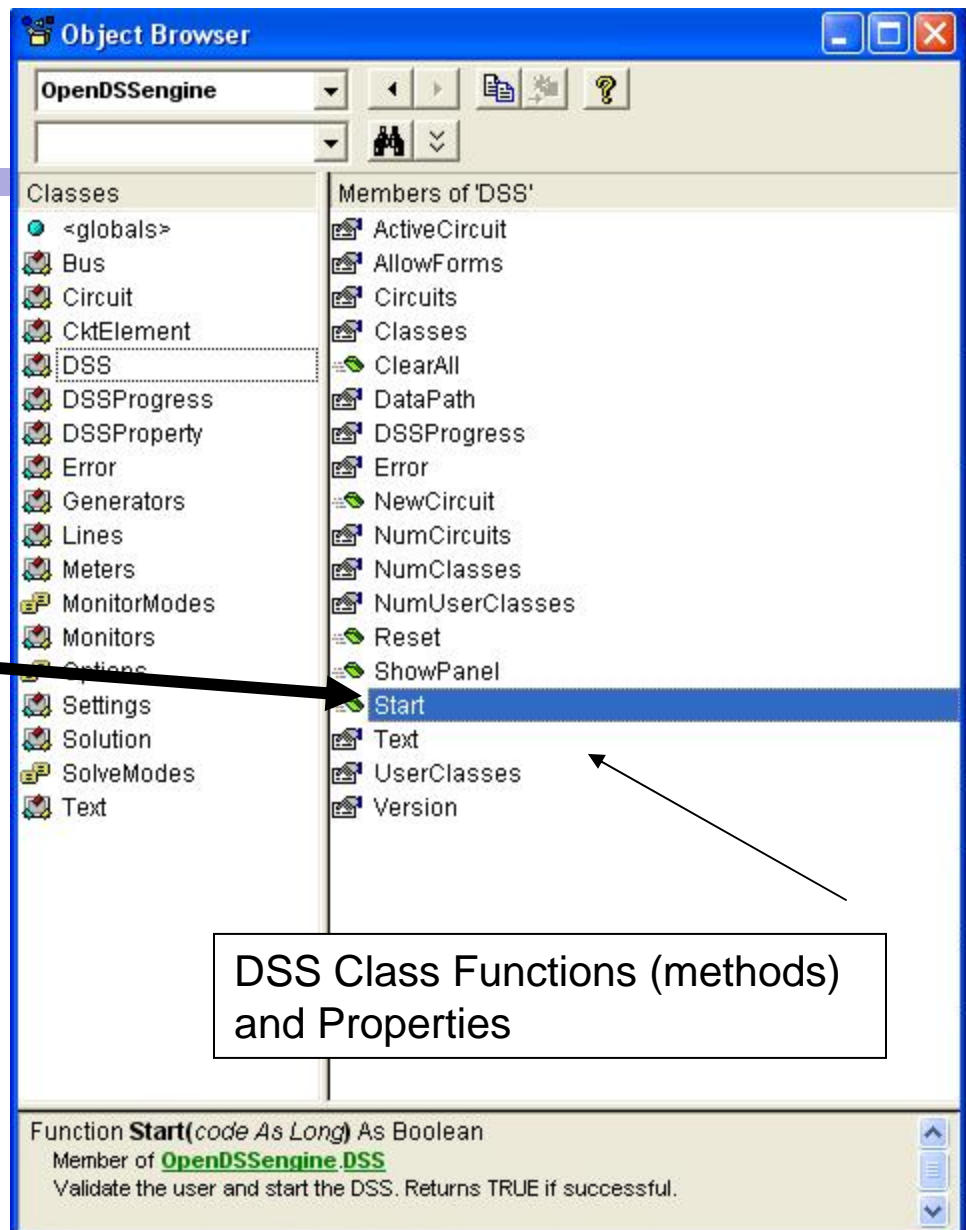 Object Browser
OpenDSSengine
Classes
<globals>
Bus
Circuit
CktElement
DSS
DSSProgress
DSSProperty
Error
Generators
Lines
Meters
MonitorModes
Monitors
Options
Settings
Solution
SolveModes
Text
Members of 'DSS'
ActiveCircuit
AllowForms
Circuits
Classes
ClearAll
DataPath
DSSProgress
Error
NewCircuit
NumCircuits
NumClasses
NumUserClasses
Reset
ShowPanel
Start
Text
UserClasses
Version
DSS Class Functions (methods)
and Properties
Function Start(code As Long) As Boolean
Member of OpenDSSengine.DSS
Validate the user and start the DSS. Returns TRUE if successful.